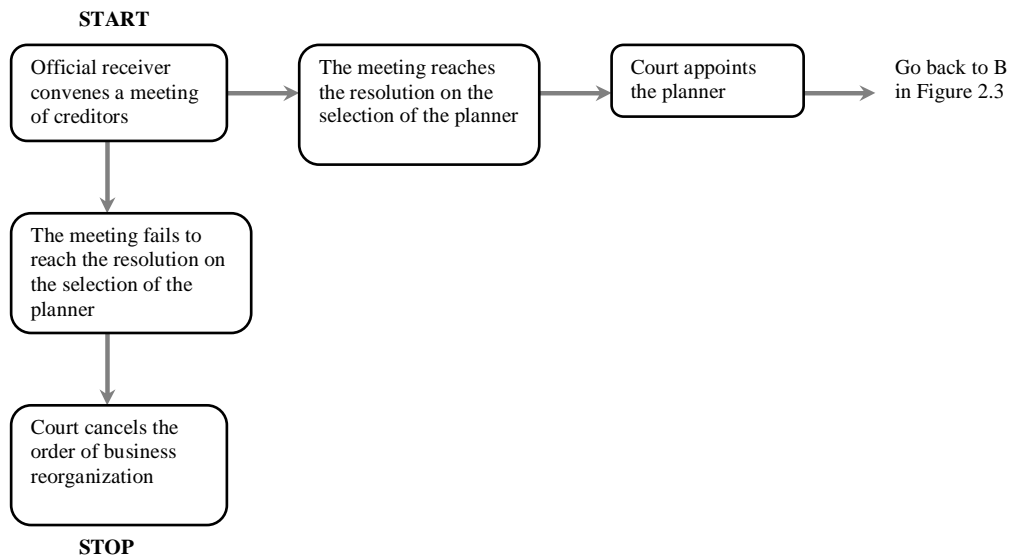 START
Official receiver
convenes a meeting
of creditors
The meeting reaches
the resolution on the
selection of the planner
Court appoints
the planner
Go back to B
in Figure 2.3
The meeting fails to
reach the resolution on
the selection of the
planner
Court cancels the
order of business
reorganization
STOP